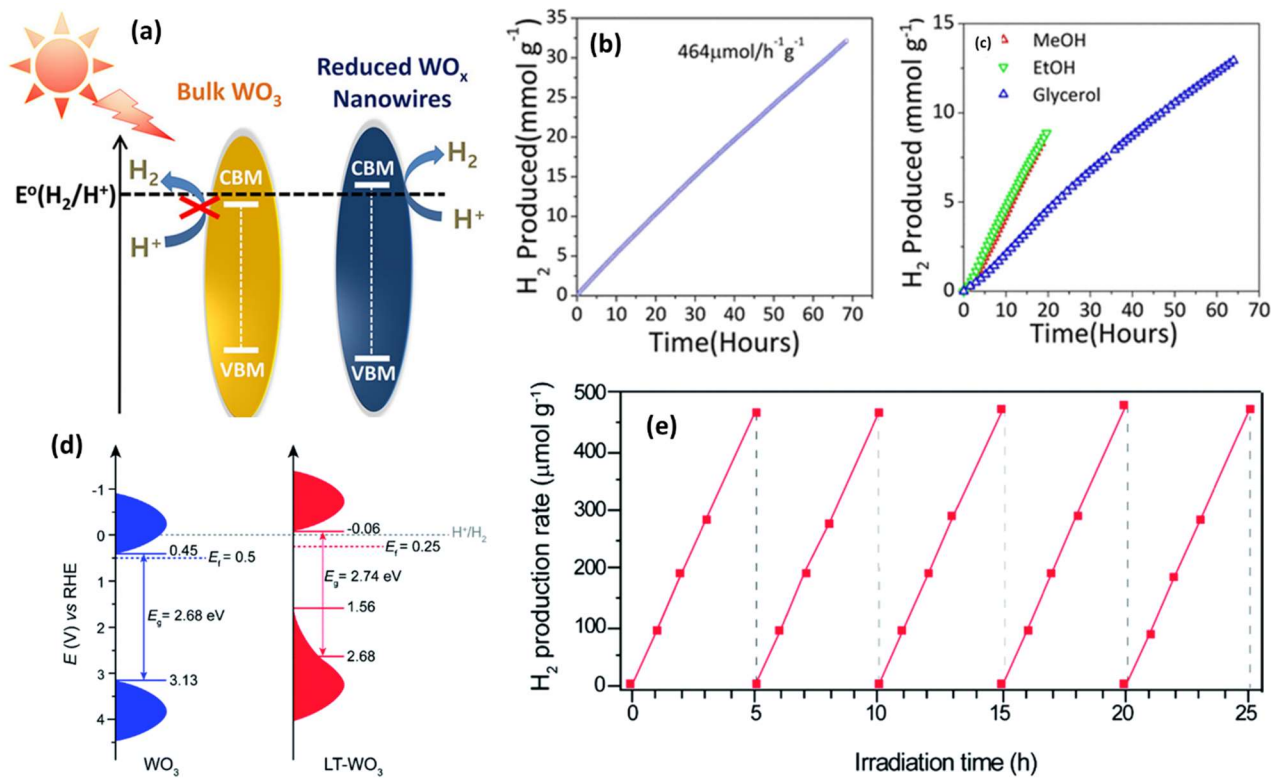 (a)
Bulk WO₃
Reduced WOₓ
Nanowires
H₂
CBM
CBM
H₂
E⁰(H₂/H⁺)
H⁺
H⁺
VBM
VBM
(b)
464μmol/h⁻¹g⁻¹
H₂ Produced(mmol g⁻¹)
35
30
25
20
15
10
5
0
0 10 20 30 40 50 60 70
Time(Hours)
(c)
MeOH
EtOH
Glycerol
H₂ Produced (mmol g⁻¹)
15
10
5
0
0 10 20 30 40 50 60 70
Time(Hours)
(d)
E (V) vs RHE
-1
0
1
2
3
4
0.45
E_f = 0.5
E_g = 2.68 eV
3.13
WO₃
-0.06
H⁺/H₂
E_f = 0.25
E_g = 2.74 eV
1.56
2.68
LT-WO₃
(e)
H₂ production rate (μmol g⁻¹)
500
400
300
200
100
0
0 5 10 15 20 25
Irradiation time (h)